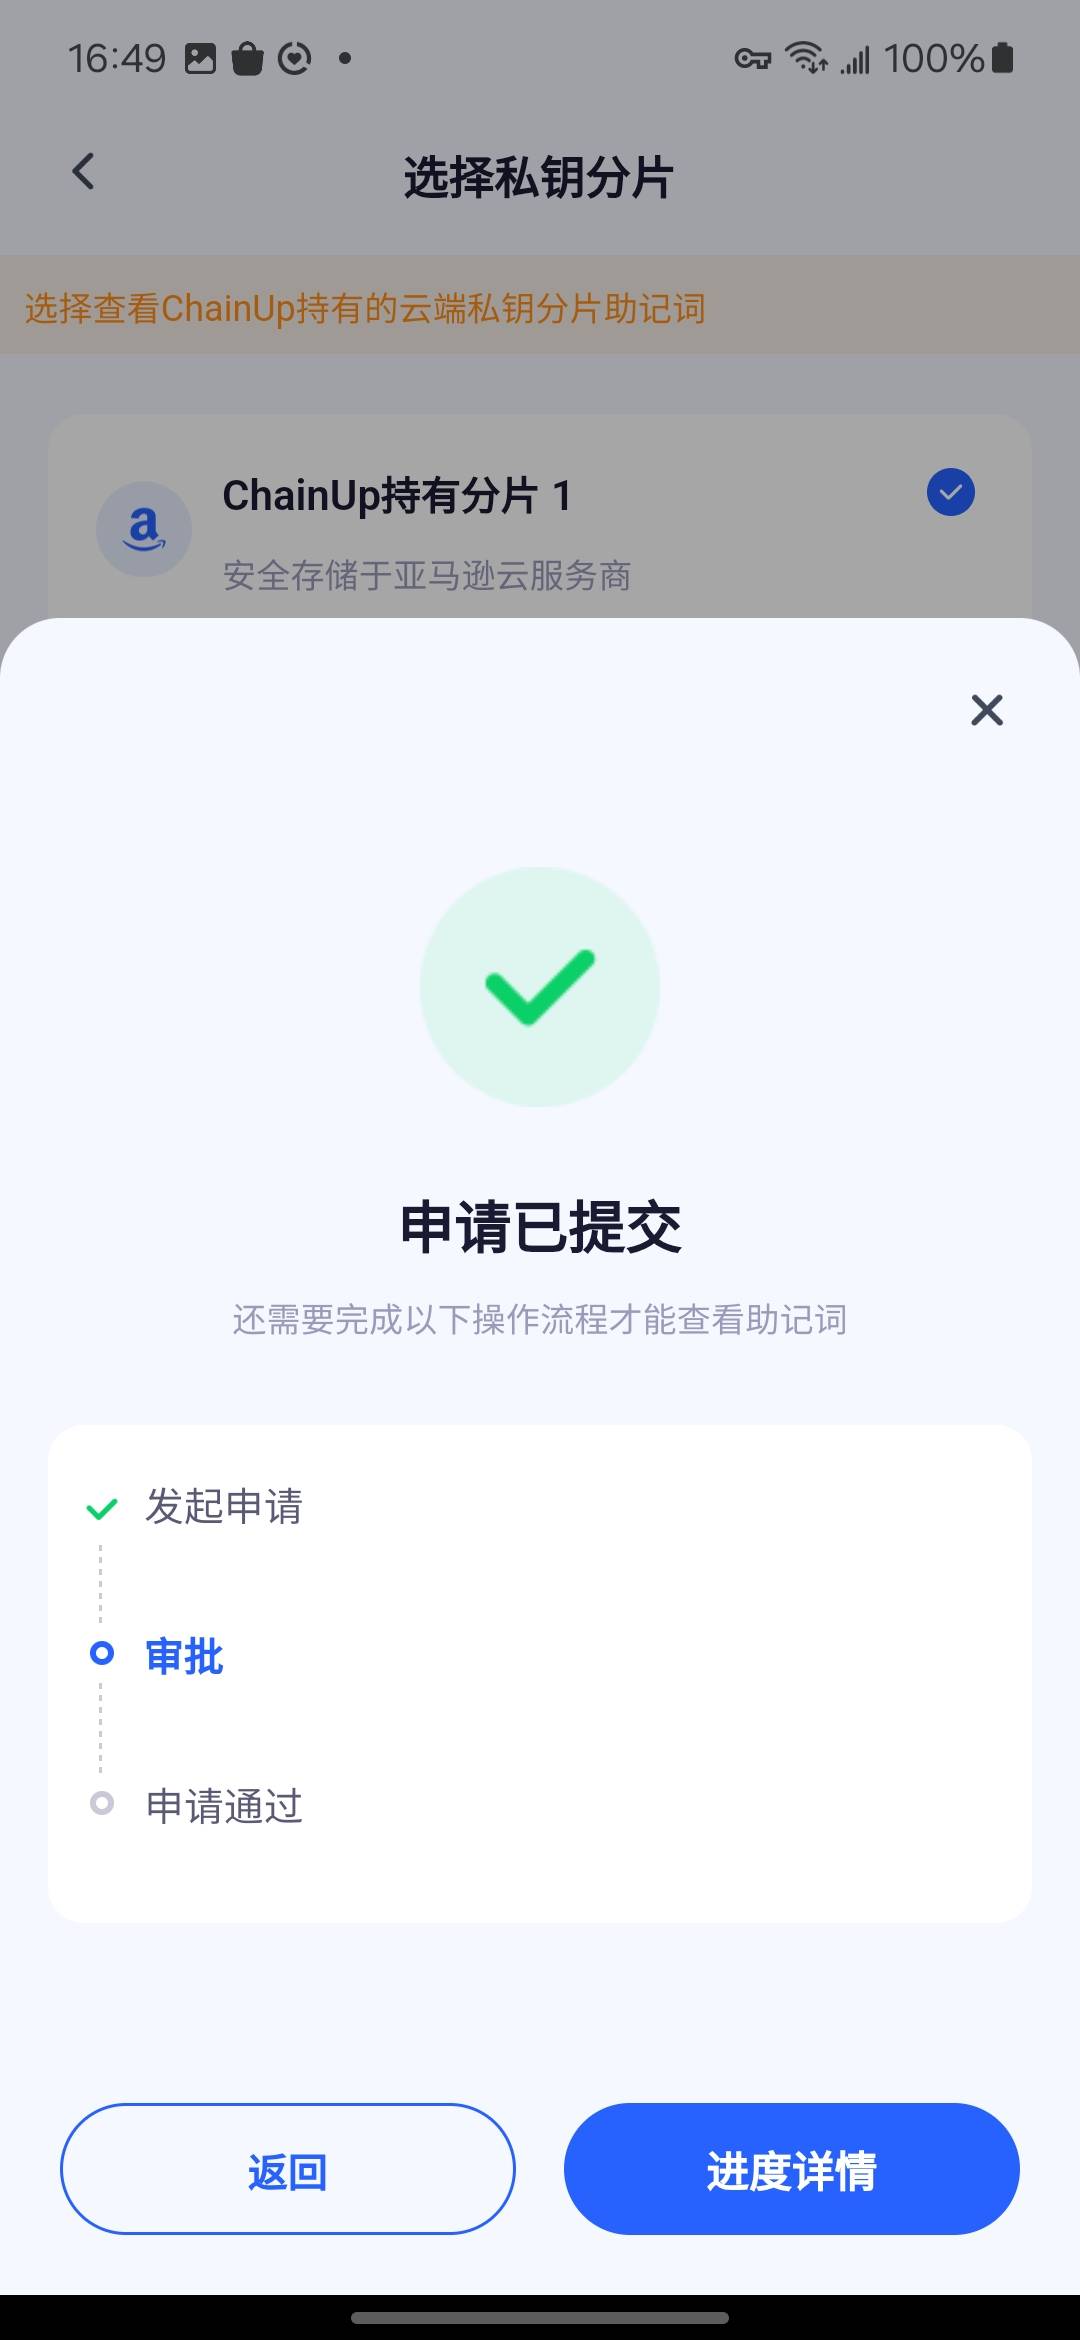 16:49
100%
选择私钥分片
选择查看ChainUp持有的云端私钥分片助记词
ChainUp持有分片 1
安全存储于亚马逊云服务商
申请已提交
还需要完成以下操作流程才能查看助记词
发起申请
审批
申请通过
返回
进度详情